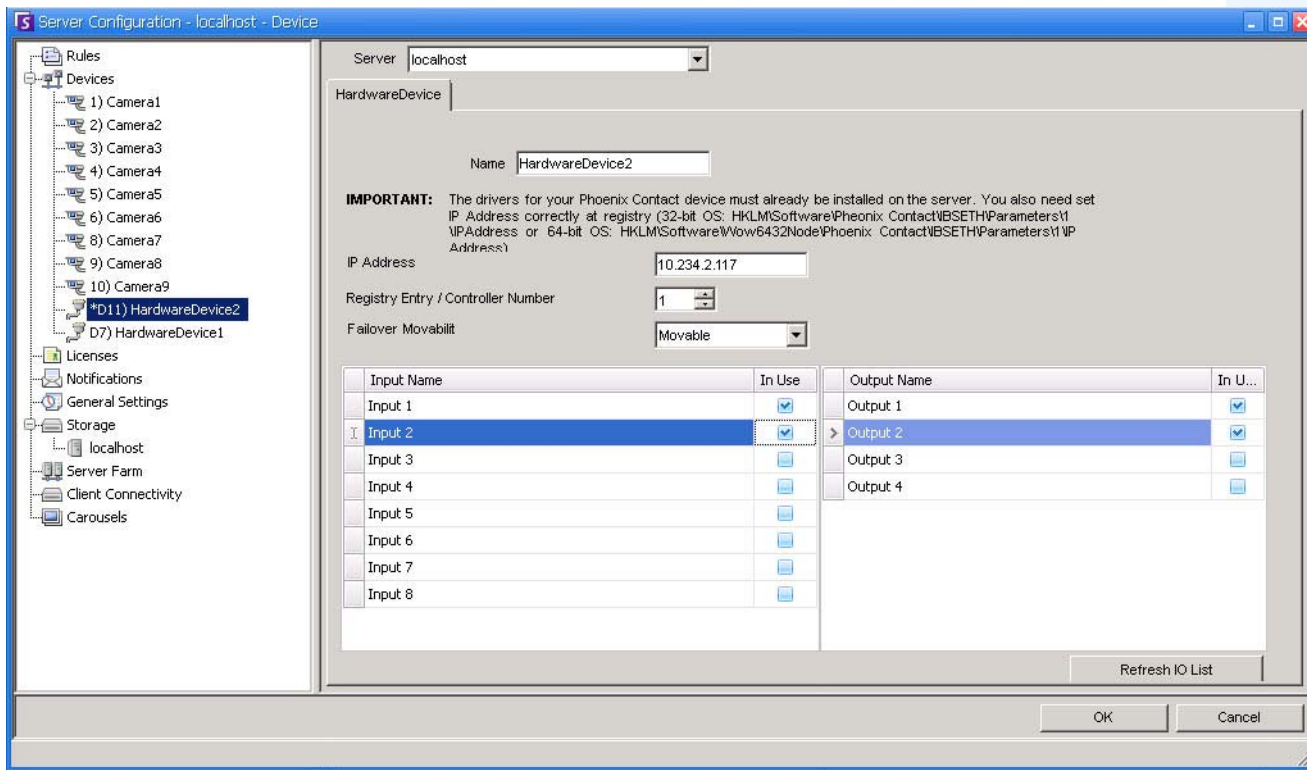 Server Configuration - localhost - Device
Rules
Devices
1) Camera1
2) Camera2
3) Camera3
4) Camera4
5) Camera5
6) Camera6
8) Camera7
9) Camera8
10) Camera9
*D11) HardwareDevice2
D7) HardwareDevice1
Licenses
Notifications
General Settings
Storage
localhost
Server Farm
Client Connectivity
Carousels
Server localhost
HardwareDevice
Name HardwareDevice2
IMPORTANT: The drivers for your Phoenix Contact device must already be installed on the server. You also need set
IP Address correctly at registry (32-bit OS: HKLM\Software\Pheonix Contact\IBSETH\Parameters\1
\IPAddress or 64-bit OS: HKLM\Software\Wow6432Node\Phoenix Contact\IBSETH\Parameters\1\IP
Address)
IP Address 10.234.2.117
Registry Entry / Controller Number 1
Failover Movabilit Movable
Input Name In Use Output Name In U...
Input 1 Output 1
Input 2 Output 2
Input 3 Output 3
Input 4 Output 4
Input 5
Input 6
Input 7
Input 8
Refresh IO List
OK Cancel